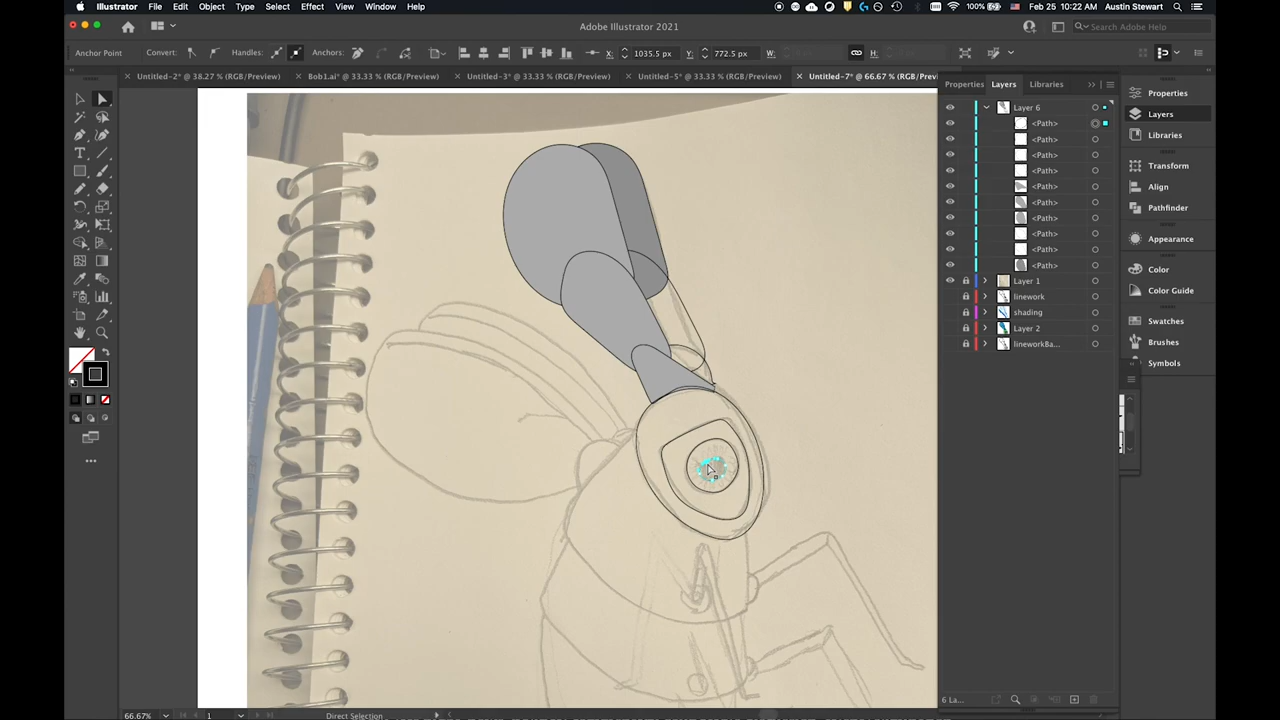 Illustrator File Edit Object Type Select Effect View Window Help 100% Feb 25 10:22 AM Austin Stewart
Adobe Illustrator 2021
Search Adobe Help
Anchor Point Convert: Handles: Anchors: X: 1035.5 px Y: 772.5 px W: H:
Untitled-2* @ 38.27 % (RGB/Preview) Bob1.ai* @ 33.33 % (RGB/Preview) Untitled-3* @ 33.33 % (RGB/Preview) Untitled-5* @ 33.33 % (RGB/Preview) Untitled-7* @ 66.67 % (RGB/Previ
Properties Layers Libraries
Layer 6
<Path>
<Path>
<Path>
<Path>
<Path>
<Path>
<Path>
<Path>
<Path>
<Path>
Layer 1
linework
shading
Layer 2
lineworkBa...
6 La...
Properties
Layers
Libraries
Transform
Align
Pathfinder
Appearance
Color
Color Guide
Swatches
Brushes
Symbols
66.67% 1 Direct Selection